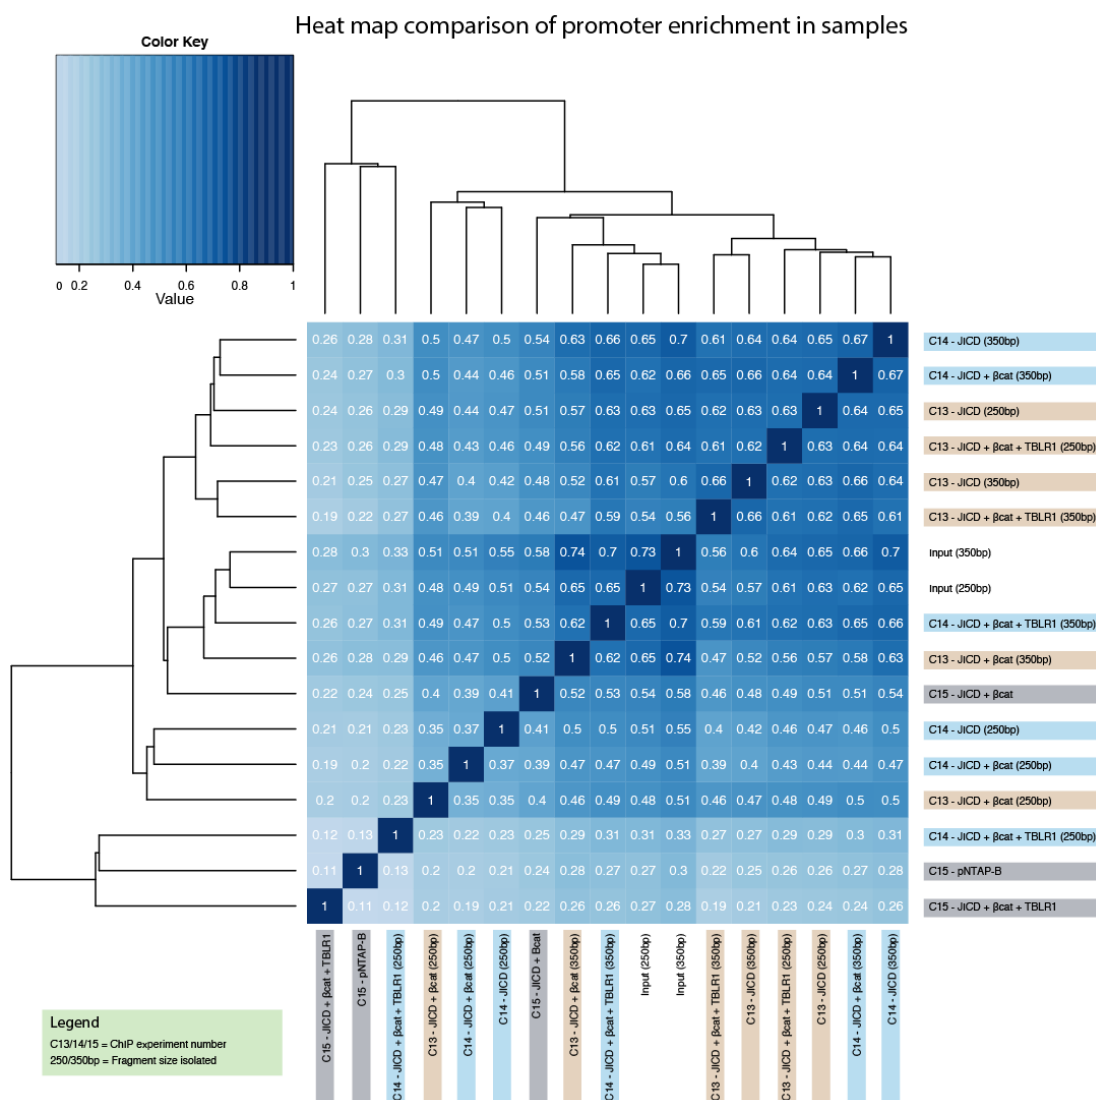 Heat map comparison of promoter enrichment in samples
Color Key
0 0.2 0.4 0.6 0.8 1
Value
0.26 0.28 0.31 0.5 0.47 0.5 0.54 0.63 0.66 0.65 0.7 0.61 0.64 0.64 0.65 0.67 1 C14 - JICD (350bp)
0.24 0.27 0.3 0.5 0.44 0.46 0.51 0.58 0.65 0.62 0.66 0.65 0.66 0.64 0.64 1 0.67 C14 - JICD + βcat (350bp)
0.24 0.26 0.29 0.49 0.44 0.47 0.51 0.57 0.63 0.63 0.65 0.62 0.63 0.63 1 0.64 0.65 C13 - JICD (250bp)
0.23 0.26 0.29 0.48 0.43 0.46 0.49 0.56 0.62 0.61 0.64 0.61 0.62 1 0.63 0.64 0.64 C13 - JICD + βcat + TBLR1 (250bp)
0.21 0.25 0.27 0.47 0.4 0.42 0.48 0.52 0.61 0.57 0.6 0.66 1 0.62 0.63 0.66 0.64 C13 - JICD (350bp)
0.19 0.22 0.27 0.46 0.39 0.4 0.46 0.47 0.59 0.54 0.56 1 0.66 0.61 0.62 0.65 0.61 C13 - JICD + βcat + TBLR1 (350bp)
0.28 0.3 0.33 0.51 0.51 0.55 0.58 0.74 0.7 0.73 1 0.56 0.6 0.64 0.65 0.66 0.7 Input (350bp)
0.27 0.27 0.31 0.48 0.49 0.51 0.54 0.65 0.65 1 0.73 0.54 0.57 0.61 0.63 0.62 0.65 Input (250bp)
0.26 0.27 0.31 0.49 0.47 0.5 0.53 0.62 1 0.65 0.7 0.59 0.61 0.62 0.63 0.65 0.66 C14 - JICD + βcat + TBLR1 (350bp)
0.26 0.28 0.29 0.46 0.47 0.5 0.52 1 0.62 0.65 0.74 0.47 0.52 0.56 0.57 0.58 0.63 C13 - JICD + βcat (350bp)
0.22 0.24 0.25 0.4 0.39 0.41 1 0.52 0.53 0.54 0.58 0.46 0.48 0.49 0.51 0.51 0.54 C15 - JICD + βcat
0.21 0.21 0.23 0.35 0.37 1 0.41 0.5 0.5 0.51 0.55 0.4 0.42 0.46 0.47 0.46 0.5 C14 - JICD (250bp)
0.19 0.2 0.22 0.35 1 0.37 0.39 0.47 0.47 0.49 0.51 0.39 0.4 0.43 0.44 0.44 0.47 C14 - JICD + βcat (250bp)
0.2 0.2 0.23 1 0.35 0.35 0.4 0.46 0.49 0.48 0.51 0.46 0.47 0.48 0.49 0.5 0.5 C13 - JICD + βcat (250bp)
0.12 0.13 1 0.23 0.22 0.23 0.25 0.29 0.31 0.31 0.33 0.27 0.27 0.29 0.29 0.3 0.31 C14 - JICD + βcat + TBLR1 (250bp)
0.11 1 0.13 0.2 0.2 0.21 0.24 0.28 0.27 0.27 0.3 0.22 0.25 0.26 0.26 0.27 0.28 C15 - pNTAP-B
1 0.11 0.12 0.2 0.19 0.21 0.22 0.26 0.26 0.27 0.28 0.19 0.21 0.23 0.24 0.24 0.26 C15 - JICD + βcat + TBLR1
C15 - JICD + βcat + TBLR1
C15 - pNTAP-B
C14 - JICD + βcat + TBLR1 (250bp)
C13 - JICD + βcat (250bp)
C14 - JICD + βcat (250bp)
C14 - JICD (250bp)
C15 - JICD + Bcat
C13 - JICD + βcat (350bp)
C14 - JICD + βcat + TBLR1 (350bp)
Input (250bp)
Input (350bp)
C13 - JICD + βcat + TBLR1 (350bp)
C13 - JICD (350bp)
C13 - JICD + βcat + TBLR1 (250bp)
C13 - JICD (250bp)
C14 - JICD + βcat (350bp)
C14 - JICD (350bp)
Legend
C13/14/15 = ChIP experiment number
250/350bp = Fragment size isolated